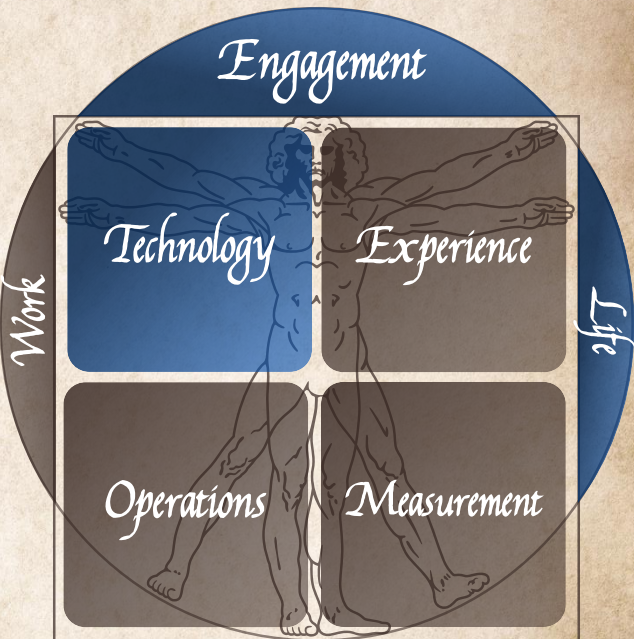 Engagement
Technology
Experience
Work
Life
Operations
Measurement